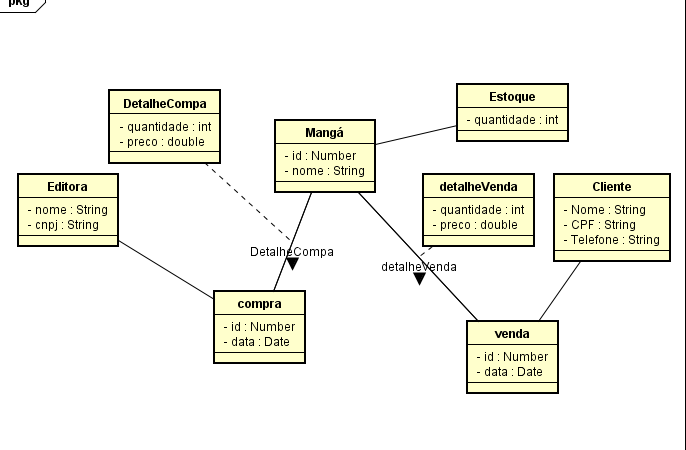 pkg
DetalheCompa
- quantidade : int
- preco : double
Mangá
- id : Number
- nome : String
Estoque
- quantidade : int
Editora
- nome : String
- cnpj : String
detalheVenda
- quantidade : int
- preco : double
Cliente
- Nome : String
- CPF : String
- Telefone : String
DetalheCompa
detalheVenda
compra
- id : Number
- data : Date
venda
- id : Number
- data : Date